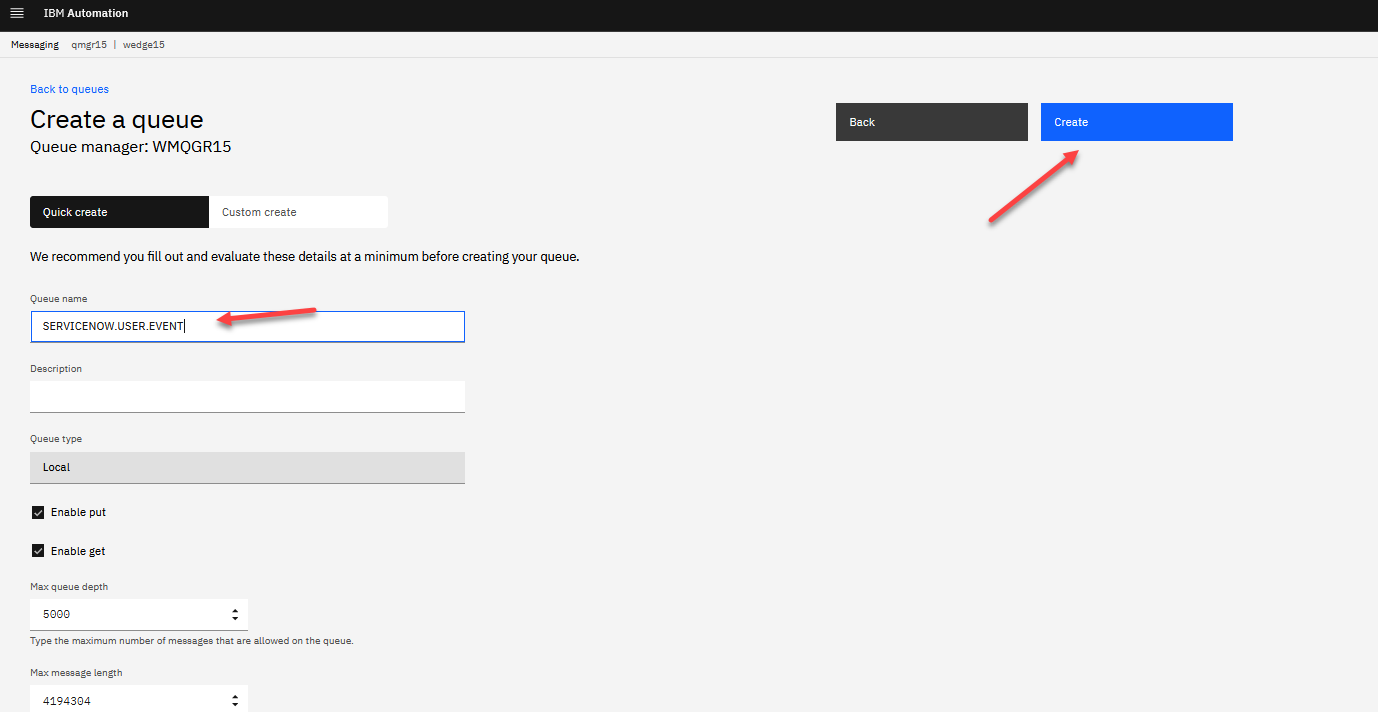 IBM Automation
Messaging qmgr15 | wedge15
Back to queues
Create a queue
Queue manager: WMQGR15
Back
Create
Quick create
Custom create
We recommend you fill out and evaluate these details at a minimum before creating your queue.
Queue name
SERVICENOW.USER.EVENT
Description
Queue type
Local
Enable put
Enable get
Max queue depth
5000
Type the maximum number of messages that are allowed on the queue.
Max message length
4194304